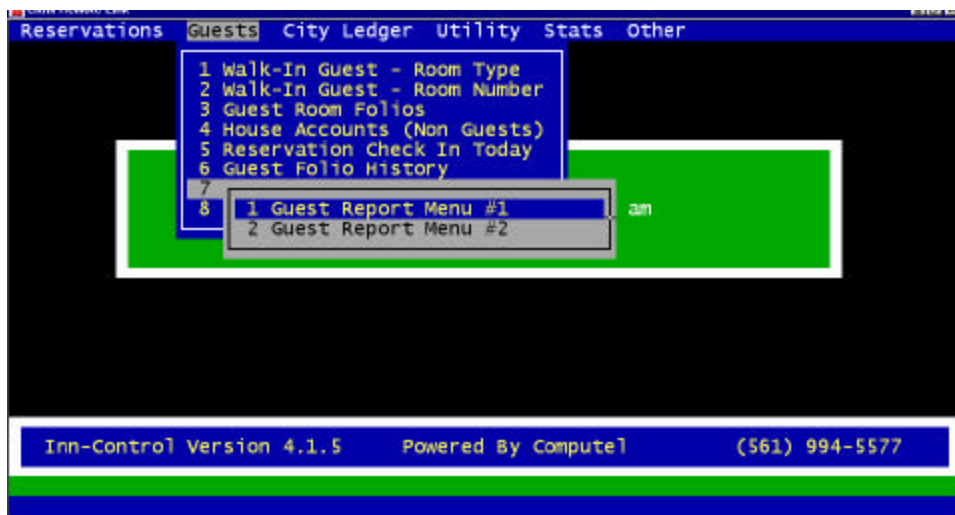 Reservations Guests City Ledger Utility Stats Other
1 Walk-In Guest - Room Type
2 Walk-In Guest - Room Number
3 Guest Room Folios
4 House Accounts (Non Guests)
5 Reservation Check In Today
6 Guest Folio History
7
8
1 Guest Report Menu #1
2 Guest Report Menu #2
am
Inn-Control Version 4.1.5 Powered By Computel (561) 994-5577